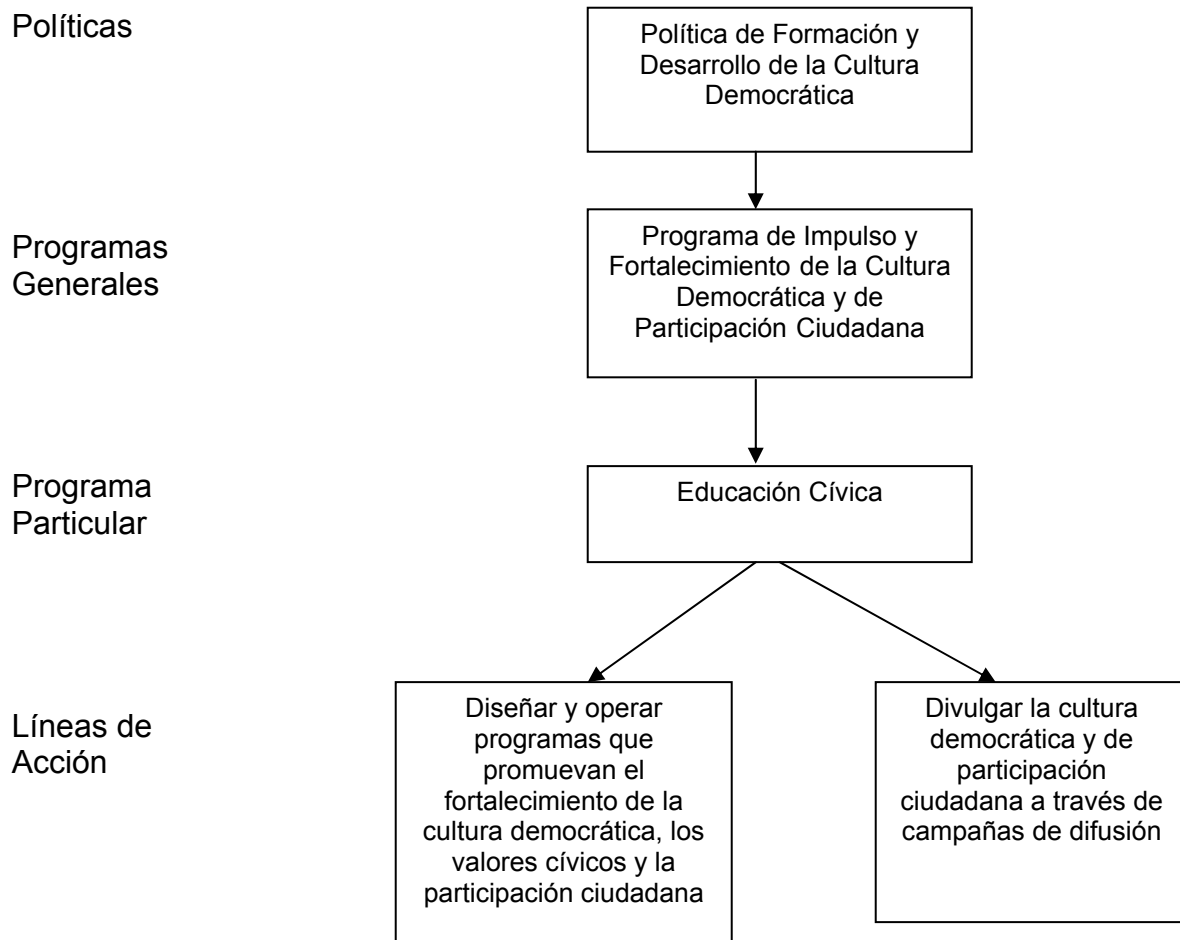 Políticas
Política de Formación y
Desarrollo de la Cultura
Democrática
Programas
Generales
Programa de Impulso y
Fortalecimiento de la Cultura
Democrática y de
Participación Ciudadana
Programa
Particular
Educación Cívica
Líneas de
Acción
Diseñar y operar
programas que
promuevan el
fortalecimiento de la
cultura democrática, los
valores cívicos y la
participación ciudadana
Divulgar la cultura
democrática y de
participación
ciudadana a través de
campañas de difusión